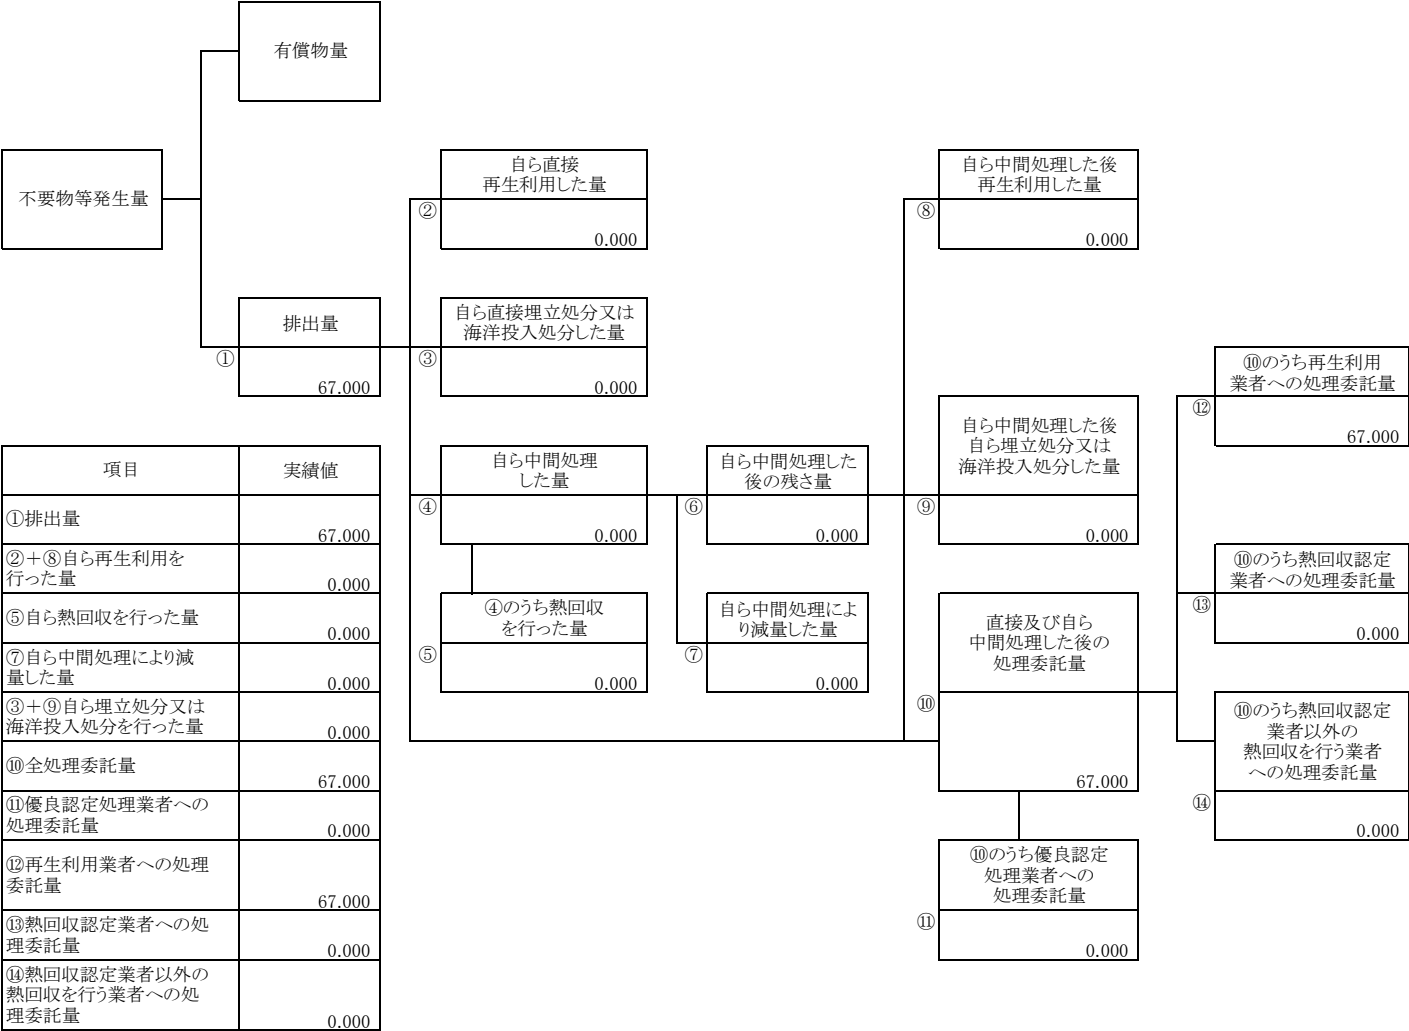 有償物量
不要物等発生量
自ら直接
再生利用した量
②
0.000
自ら中間処理した後
再生利用した量
⑧
0.000
排出量
①
67.000
自ら直接埋立処分又は
海洋投入処分した量
③
0.000
⑩のうち再生利用
業者への処理委託量
⑫
67.000
自ら中間処理した後
自ら埋立処分又は
海洋投入処分した量
⑨
0.000
自ら中間処理
した量
④
0.000
自ら中間処理した
後の残さ量
⑥
0.000
⑩のうち熱回収認定
業者への処理委託量
⑬
0.000
④のうち熱回収
を行った量
⑤
0.000
自ら中間処理によ
り減量した量
⑦
0.000
直接及び自ら
中間処理した後の
処理委託量
⑩
67.000
⑩のうち熱回収認定
業者以外の
熱回収を行う業者
への処理委託量
⑭
0.000
⑩のうち優良認定
処理業者への
処理委託量
⑪
0.000
項目
実績値
①排出量
67.000
②＋⑧自ら再生利用を
行った量
0.000
⑤自ら熱回収を行った量
0.000
⑦自ら中間処理により減
量した量
0.000
③＋⑨自ら埋立処分又は
海洋投入処分を行った量
0.000
⑩全処理委託量
67.000
⑪優良認定処理業者への
処理委託量
0.000
⑫再生利用業者への処理
委託量
67.000
⑬熱回収認定業者への処
理委託量
0.000
⑭熱回収認定業者以外の
熱回収を行う業者への処
理委託量
0.000